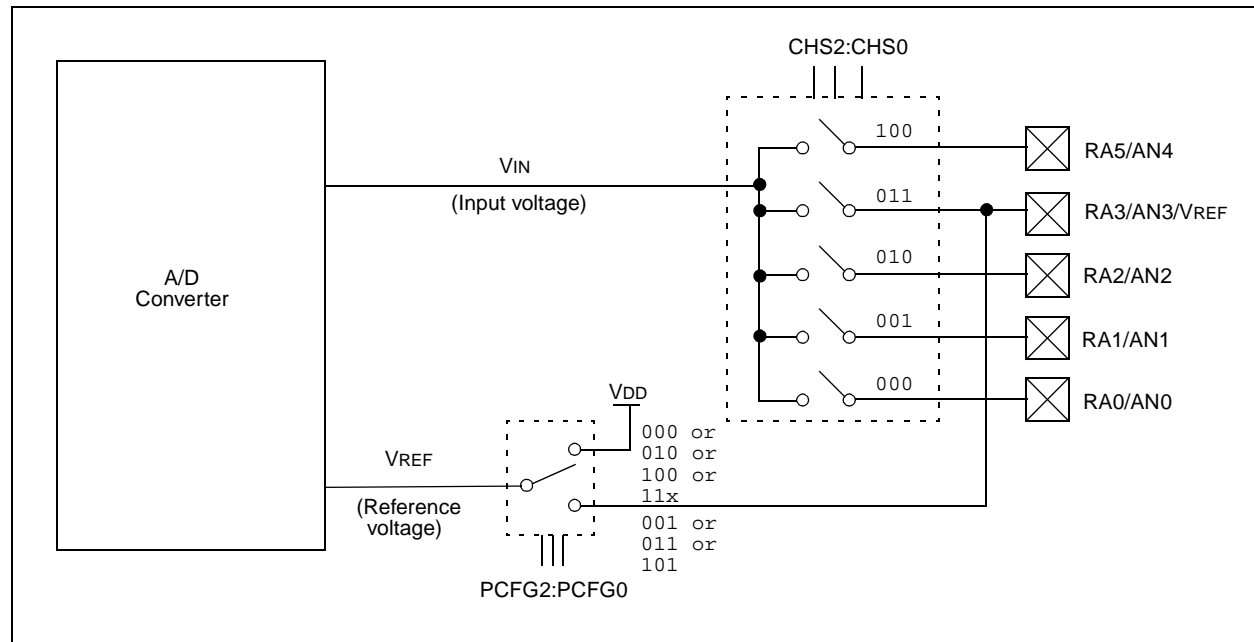 CHS2:CHS0
100
RA5/AN4
VIN
(Input voltage)
011
RA3/AN3/VREF
A/D
Converter
010
RA2/AN2
001
RA1/AN1
000
RA0/AN0
VDD
000 or
010 or
100 or
11x
001 or
011 or
101
VREF
(Reference
voltage)
PCFG2:PCFG0